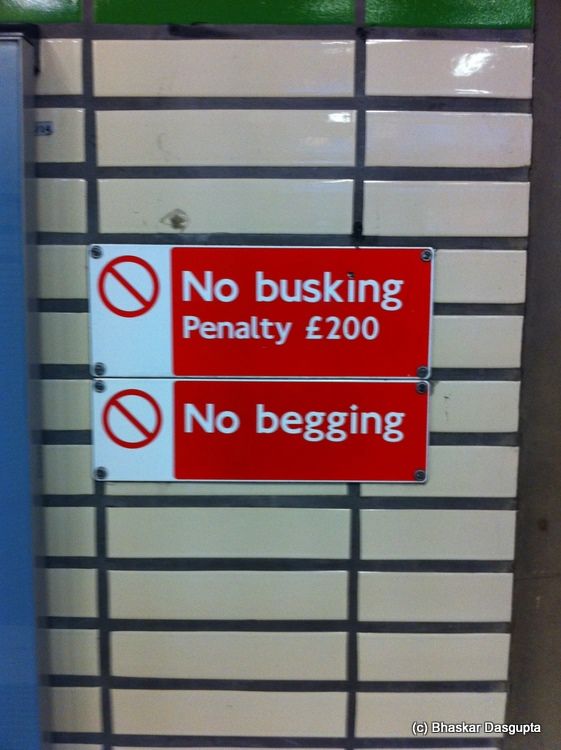 No busking
Penalty £200
No begging
(c) Bhaskar Dasgupta